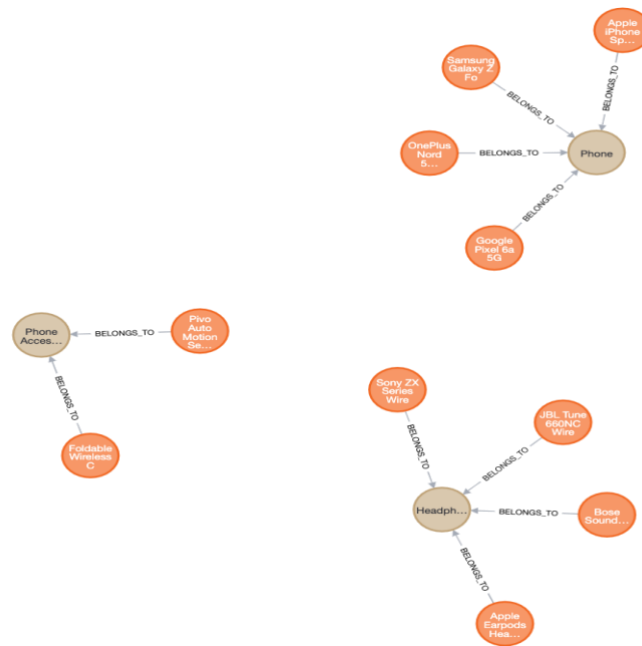 Apple
iPhone
Sp...
BELONGS_TO
Samsung
Galaxy Z
Fo
BELONGS_TO
OnePlus
Nord
5...
BELONGS_TO
Phone
BELONGS_TO
Google
Pixel 6a
5G
Phone
Acces...
BELONGS_TO
Pivo
Auto
Motion
Se...
BELONGS_TO
Foldable
Wireless
C
Sony ZX
Series
Wire
BELONGS_TO
JBL Tune
660NC
Wire
BELONGS_TO
Headph...
BELONGS_TO
Bose
Sound...
BELONGS_TO
Apple
Earpods
Hea...